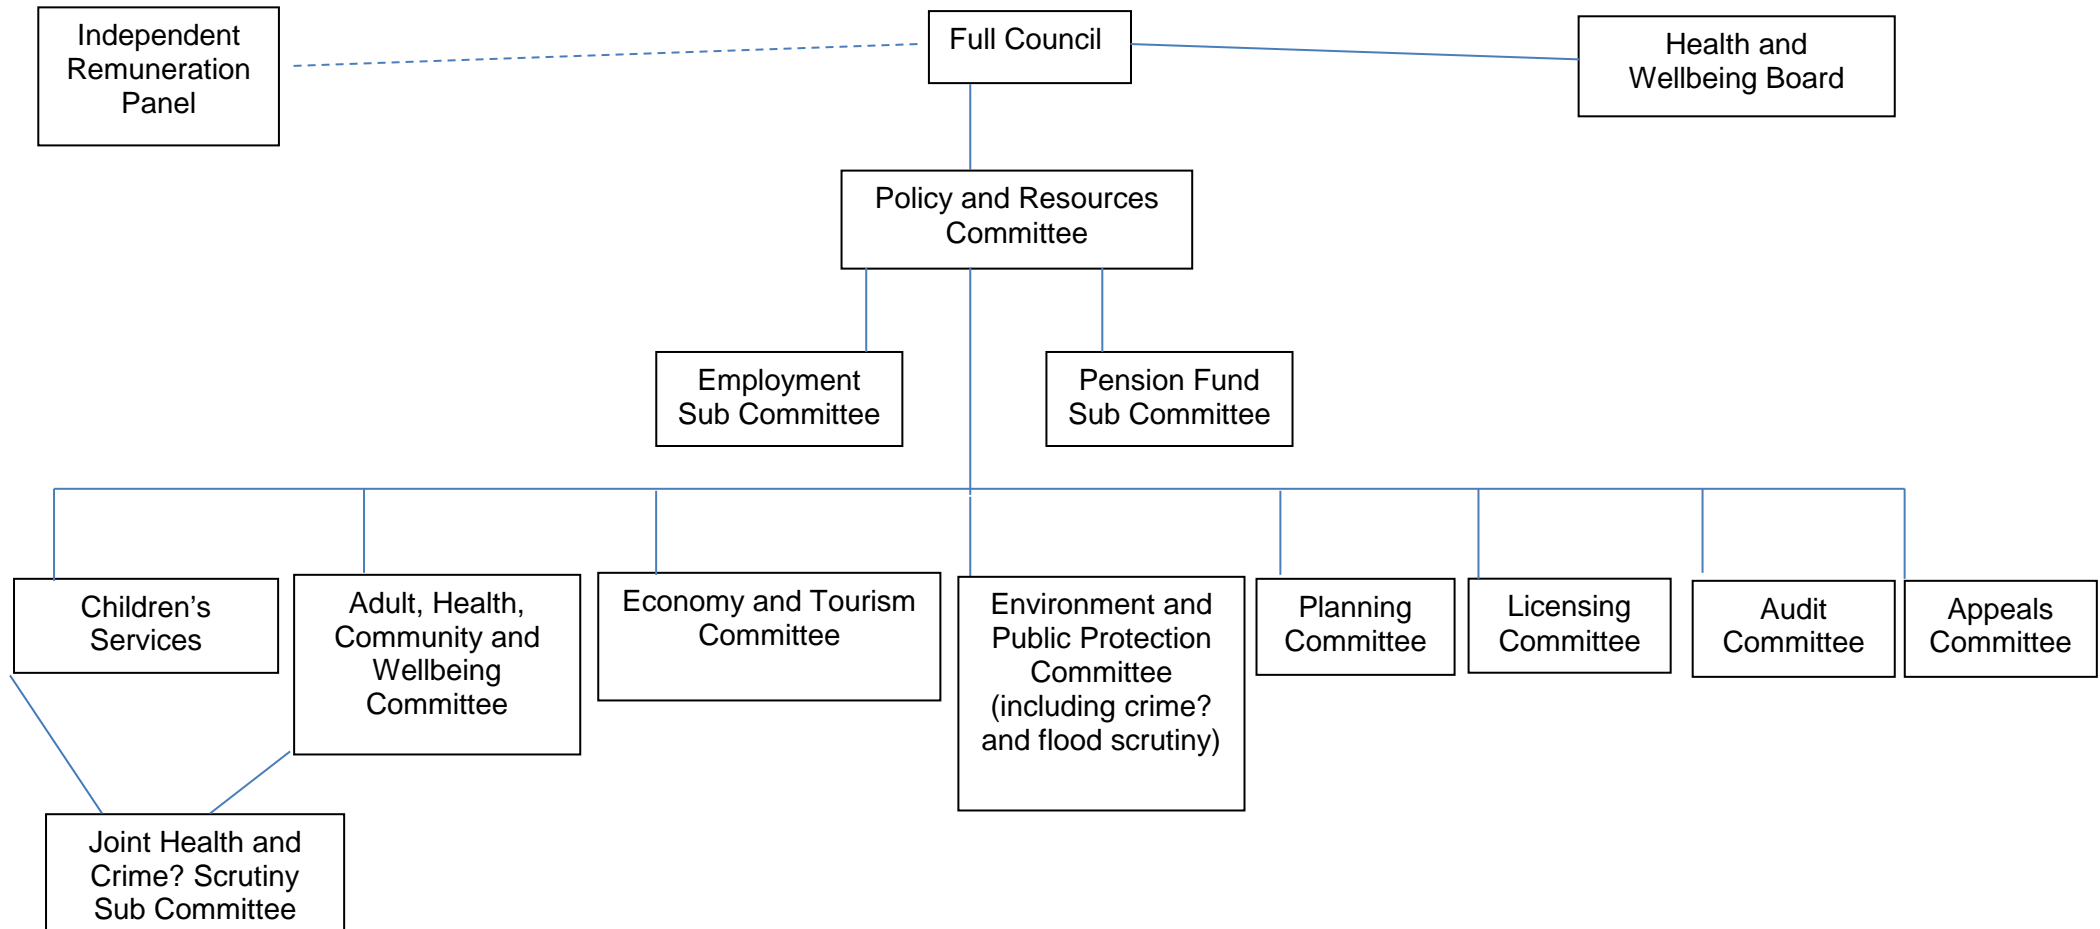 Independent
Remuneration
Panel
Full Council
Health and
Wellbeing Board
Policy and Resources
Committee
Employment
Sub Committee
Pension Fund
Sub Committee
Children’s
Services
Adult, Health,
Community and
Wellbeing
Committee
Economy and Tourism
Committee
Environment and
Public Protection
Committee
(including crime?
and flood scrutiny)
Planning
Committee
Licensing
Committee
Audit
Committee
Appeals
Committee
Joint Health and
Crime? Scrutiny
Sub Committee